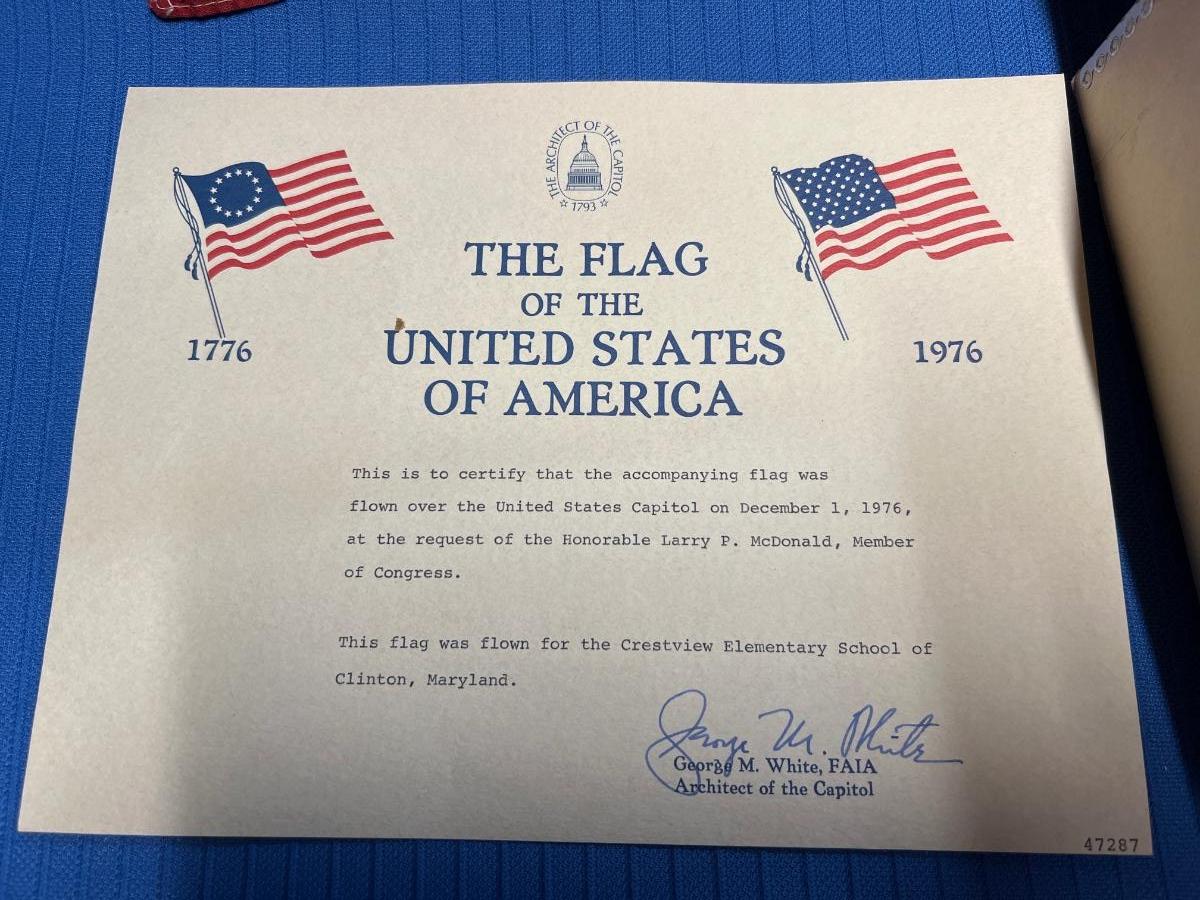 THE ARCHITECT OF THE CAPITOL
1793
THE FLAG
OF THE
UNITED STATES
OF AMERICA
1776
1976
This is to certify that the accompanying flag was
flown over the United States Capitol on December 1, 1976,
at the request of the Honorable Larry P. McDonald, Member
of Congress.
This flag was flown for the Crestview Elementary School of
Clinton, Maryland.
George M. White
George M. White, FAIA
Architect of the Capitol
47287